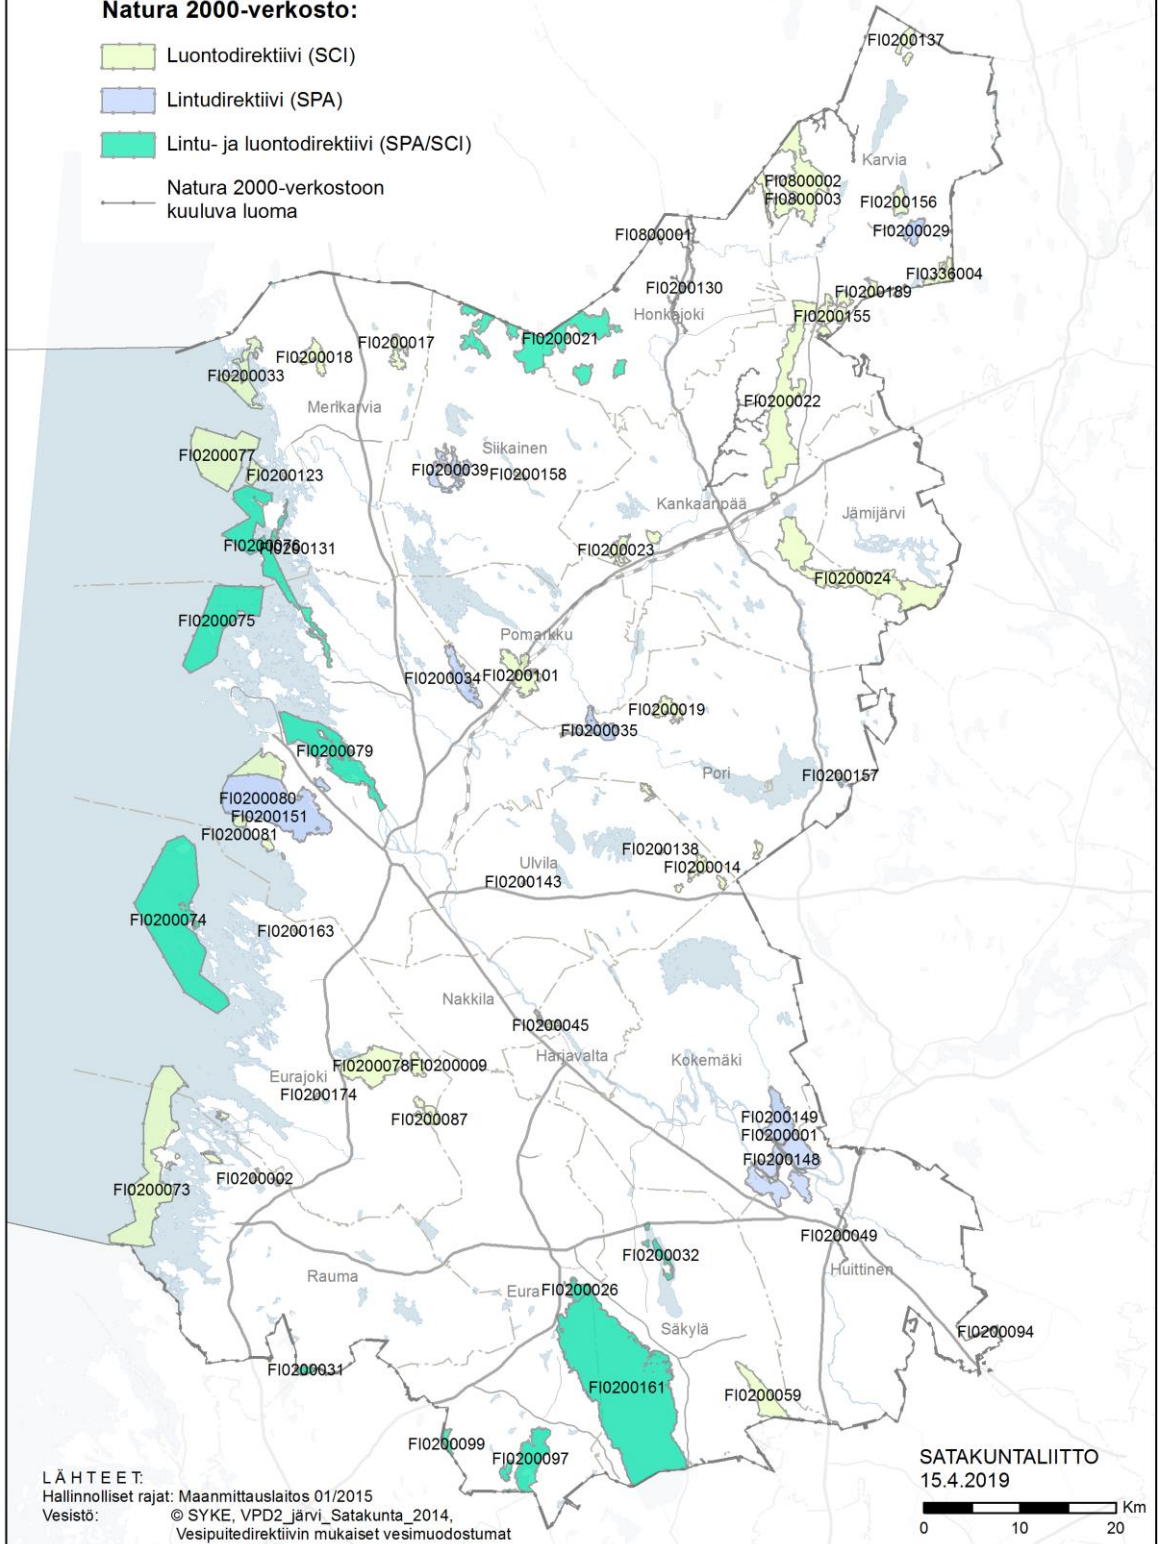 Natura 2000-verkosto:
Luontodirektiivi (SCI)
Lintudirektiivi (SPA)
Lintu- ja luontodirektiivi (SPA/SCI)
Natura 2000-verkostoon
kuuluva luoma
FI0200137
Karvia
FI0800002
FI0800003
FI0200156
FI0200029
FI0800001
FI0336004
FI0200130
FI0200189
Honkajoki
FI0200155
FI0200021
FI0200017
FI0200018
FI0200033
FI0200022
Merikarvia
Siikainen
FI0200077
FI0200039
FI0200158
FI0200123
Kankaanpää
Jämijärvi
FI0200076
FI0200131
FI0200023
FI0200024
FI0200075
Pomarkku
FI0200034
FI0200101
FI0200019
FI0200035
FI0200079
Pori
FI0200157
FI0200080
FI0200151
FI0200081
FI0200138
Ulvila
FI0200014
FI0200143
FI0200074
FI0200163
Nakkila
FI0200045
Harjavalta
Kokemäki
FI0200078
FI0200009
Eurajoki
FI0200174
FI0200087
FI0200149
FI0200001
FI0200148
FI0200002
FI0200073
FI0200049
FI0200032
Huittinen
Rauma
Eura
FI0200026
Säkylä
FI0200094
FI0200031
FI0200161
FI0200059
FI0200099
FI0200097
SATAKUNTALIITTO
15.4.2019
Km
0 10 20
LÄHTEET:
Hallinnolliset rajat: Maanmittauslaitos 01/2015
Vesistö: © SYKE, VPD2_järvi_Satakunta_2014,
Vesipuitedirektiivin mukaiset vesimuodostumat